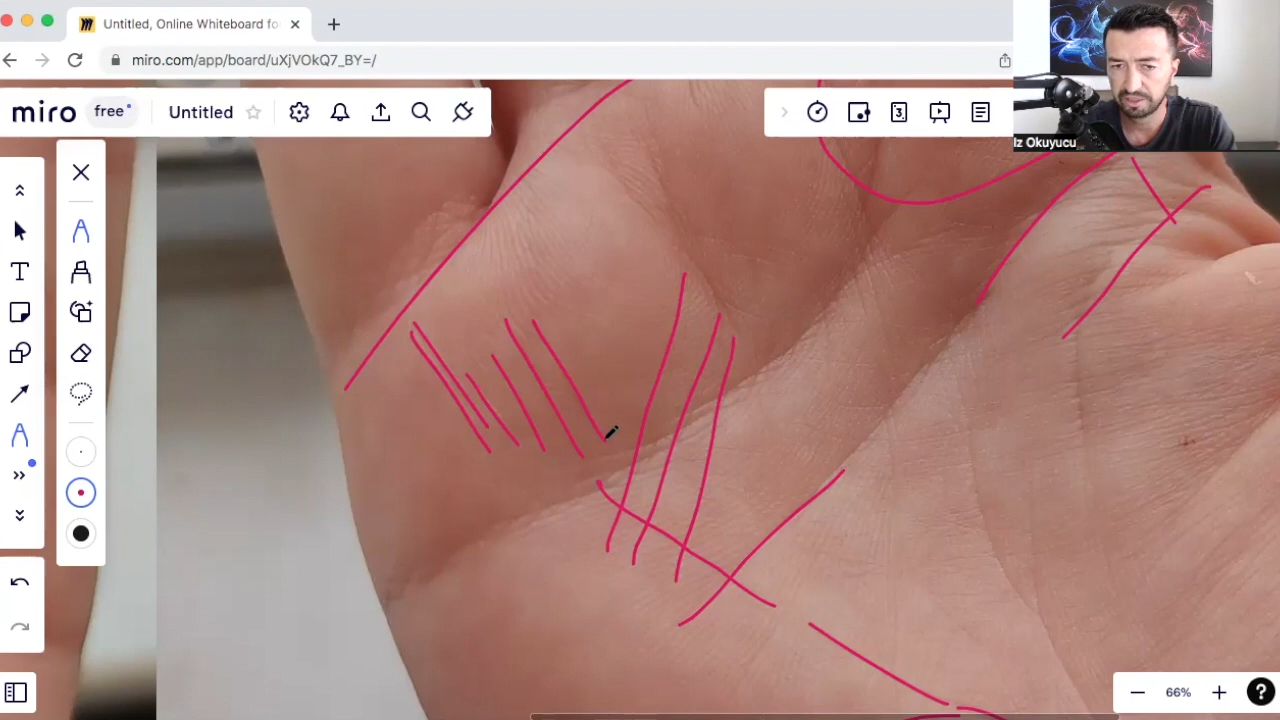 Untitled, Online Whiteboard fo
miro.com/app/board/uXjVOkQ7_BY=/
miro free Untitled
3
lz Okuyucu
66%
?